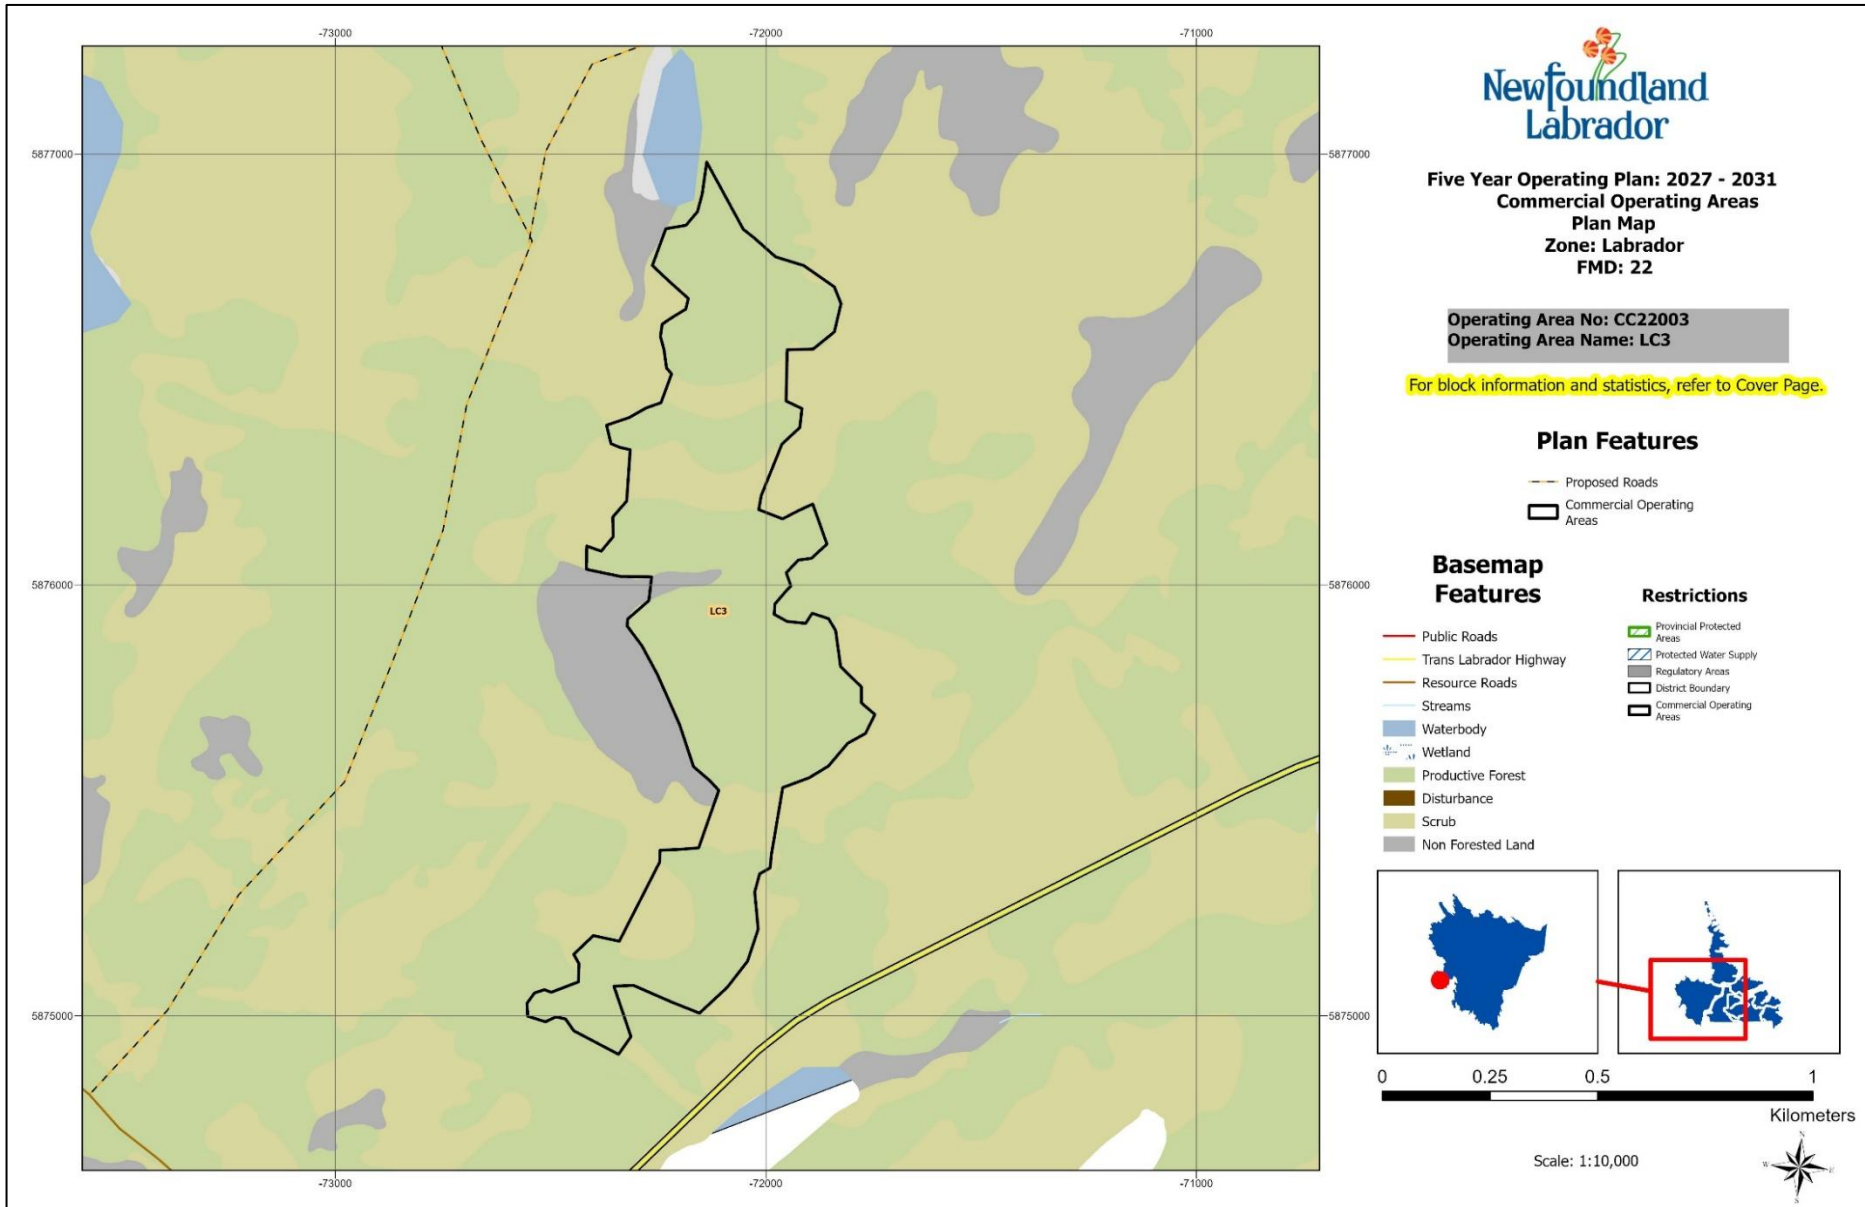 -73000
-72000
-71000
5877000
5877000
5876000
5876000
5875000
5875000
LC3
-73000
-72000
-71000
Newfoundland
Labrador
Five Year Operating Plan: 2027 - 2031
Commercial Operating Areas
Plan Map
Zone: Labrador
FMD: 22
Operating Area No: CC22003
Operating Area Name: LC3
For block information and statistics, refer to Cover Page.
Plan Features
Proposed Roads
Commercial Operating
Areas
Basemap
Features
Public Roads
Trans Labrador Highway
Resource Roads
Streams
Waterbody
Wetland
Productive Forest
Disturbance
Scrub
Non Forested Land
Restrictions
Provincial Protected
Areas
Protected Water Supply
Regulatory Areas
District Boundary
Commercial Operating
Areas
0 0.25 0.5 1
Kilometers
Scale: 1:10,000
N
W E
S